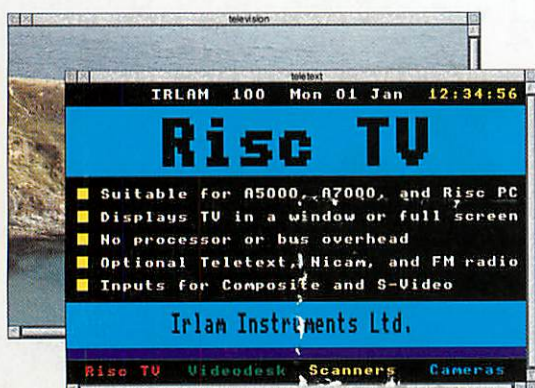 television
teletext
IRLAM 100 Mon 01 Jan 12:34:56
Risc TV
Suitable for A5000, A7000, and Risc PC
Displays TV in a window or full screen
No processor or bus overhead
Optional Teletext, Nicam, and FM radio
Inputs for Composite and S-Video
Irlam Instruments Ltd.
Risc TV Videodesk Scanners Cameras